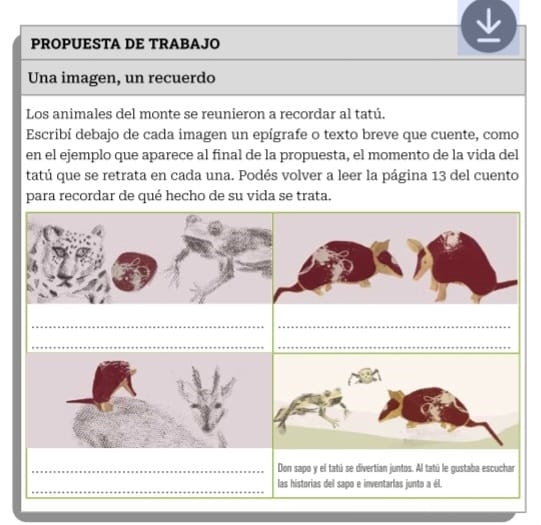 PROPUESTA DE TRABAJO
Una imagen, un recuerdo
Los animales del monte se reunieron a recordar al tatú.
Escribí debajo de cada imagen un epígrafe o texto breve que cuente, como
en el ejemplo que aparece al final de la propuesta, el momento de la vida del
tatú que se retrata en cada una. Podés volver a leer la página 13 del cuento
para recordar de qué hecho de su vida se trata.
Don sapo y el tatú se divertían juntos. Al tatú le gustaba escuchar
las historias del sapo e inventarlas junto a él.